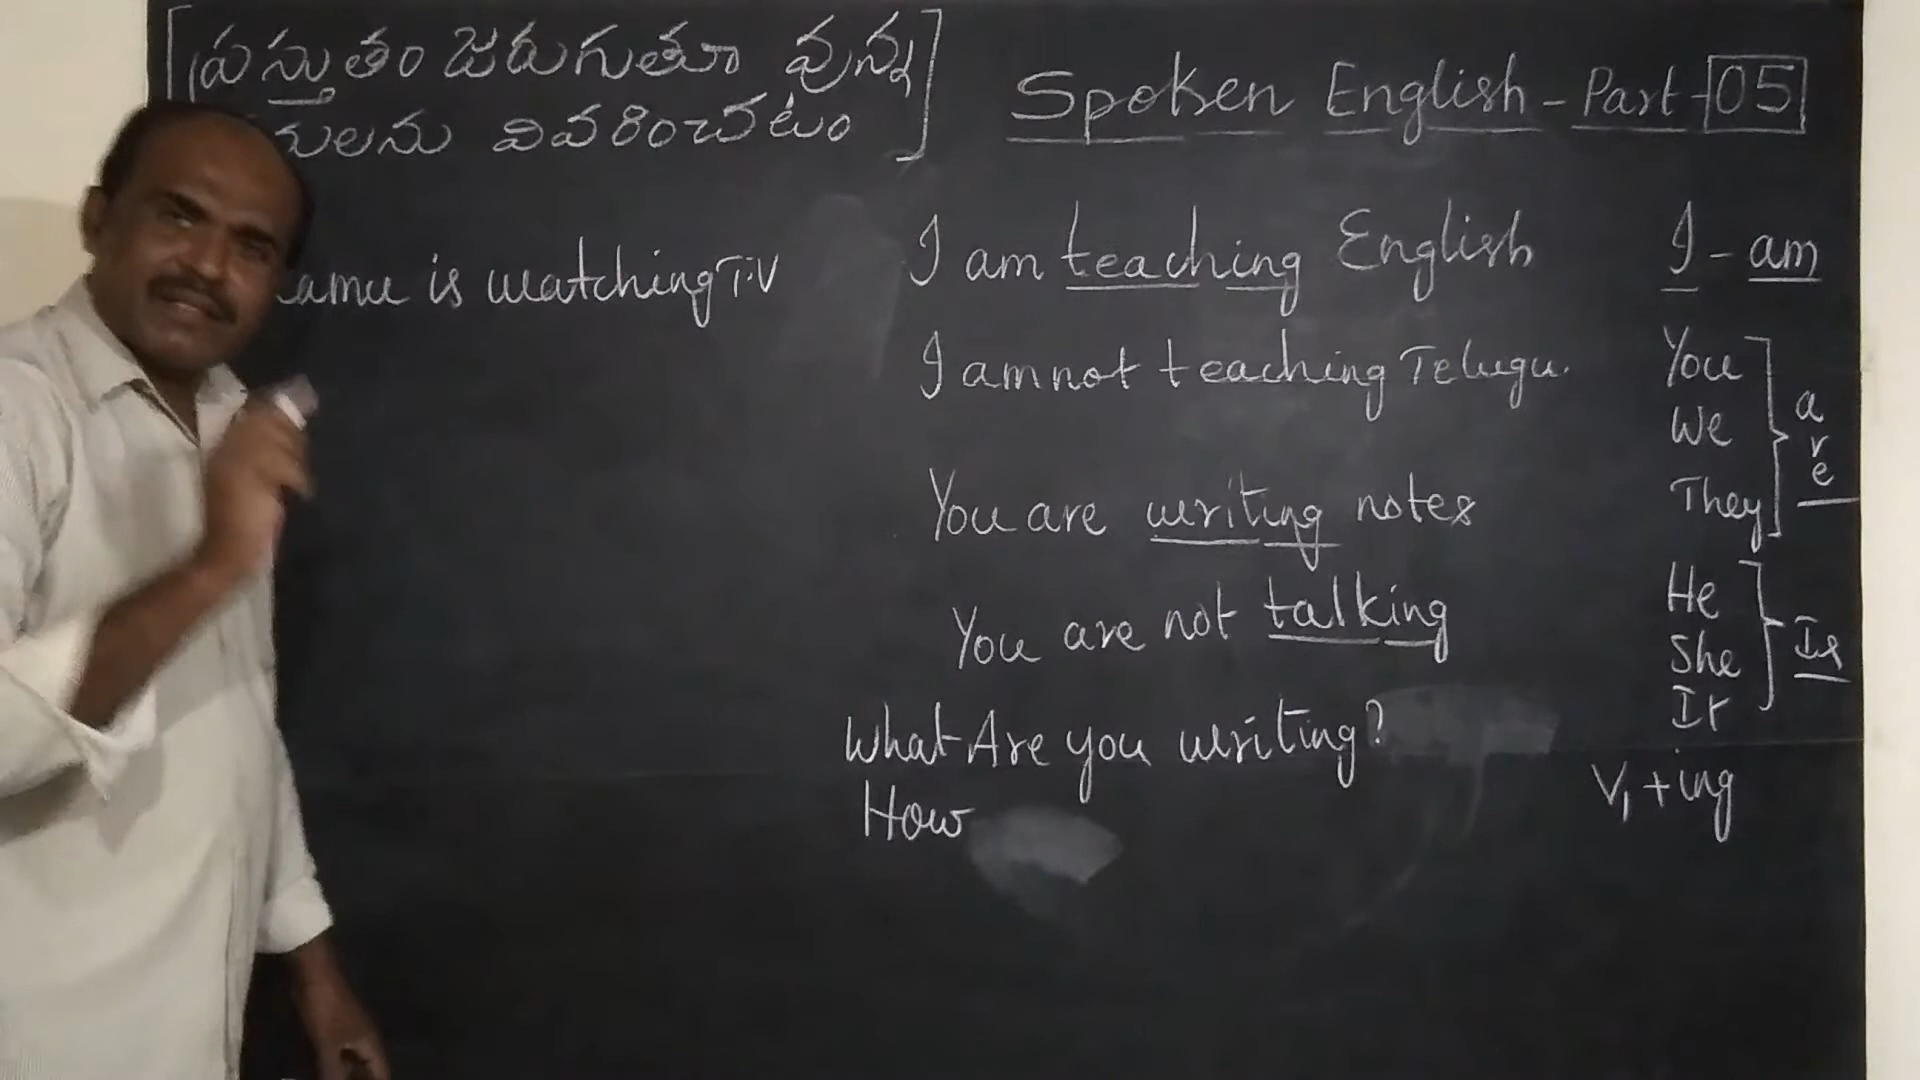 [ప్రస్తుతం జరుగుతూ వున్న
వివరించటం]
Spoken English - Part - 05
is watching T.V
I am teaching English
I am not teaching Telugu.
You are writing notes
You are not talking
What Are you writing?
How
I - am
You
We
They
are
He
She
It
Is
V1 + ing